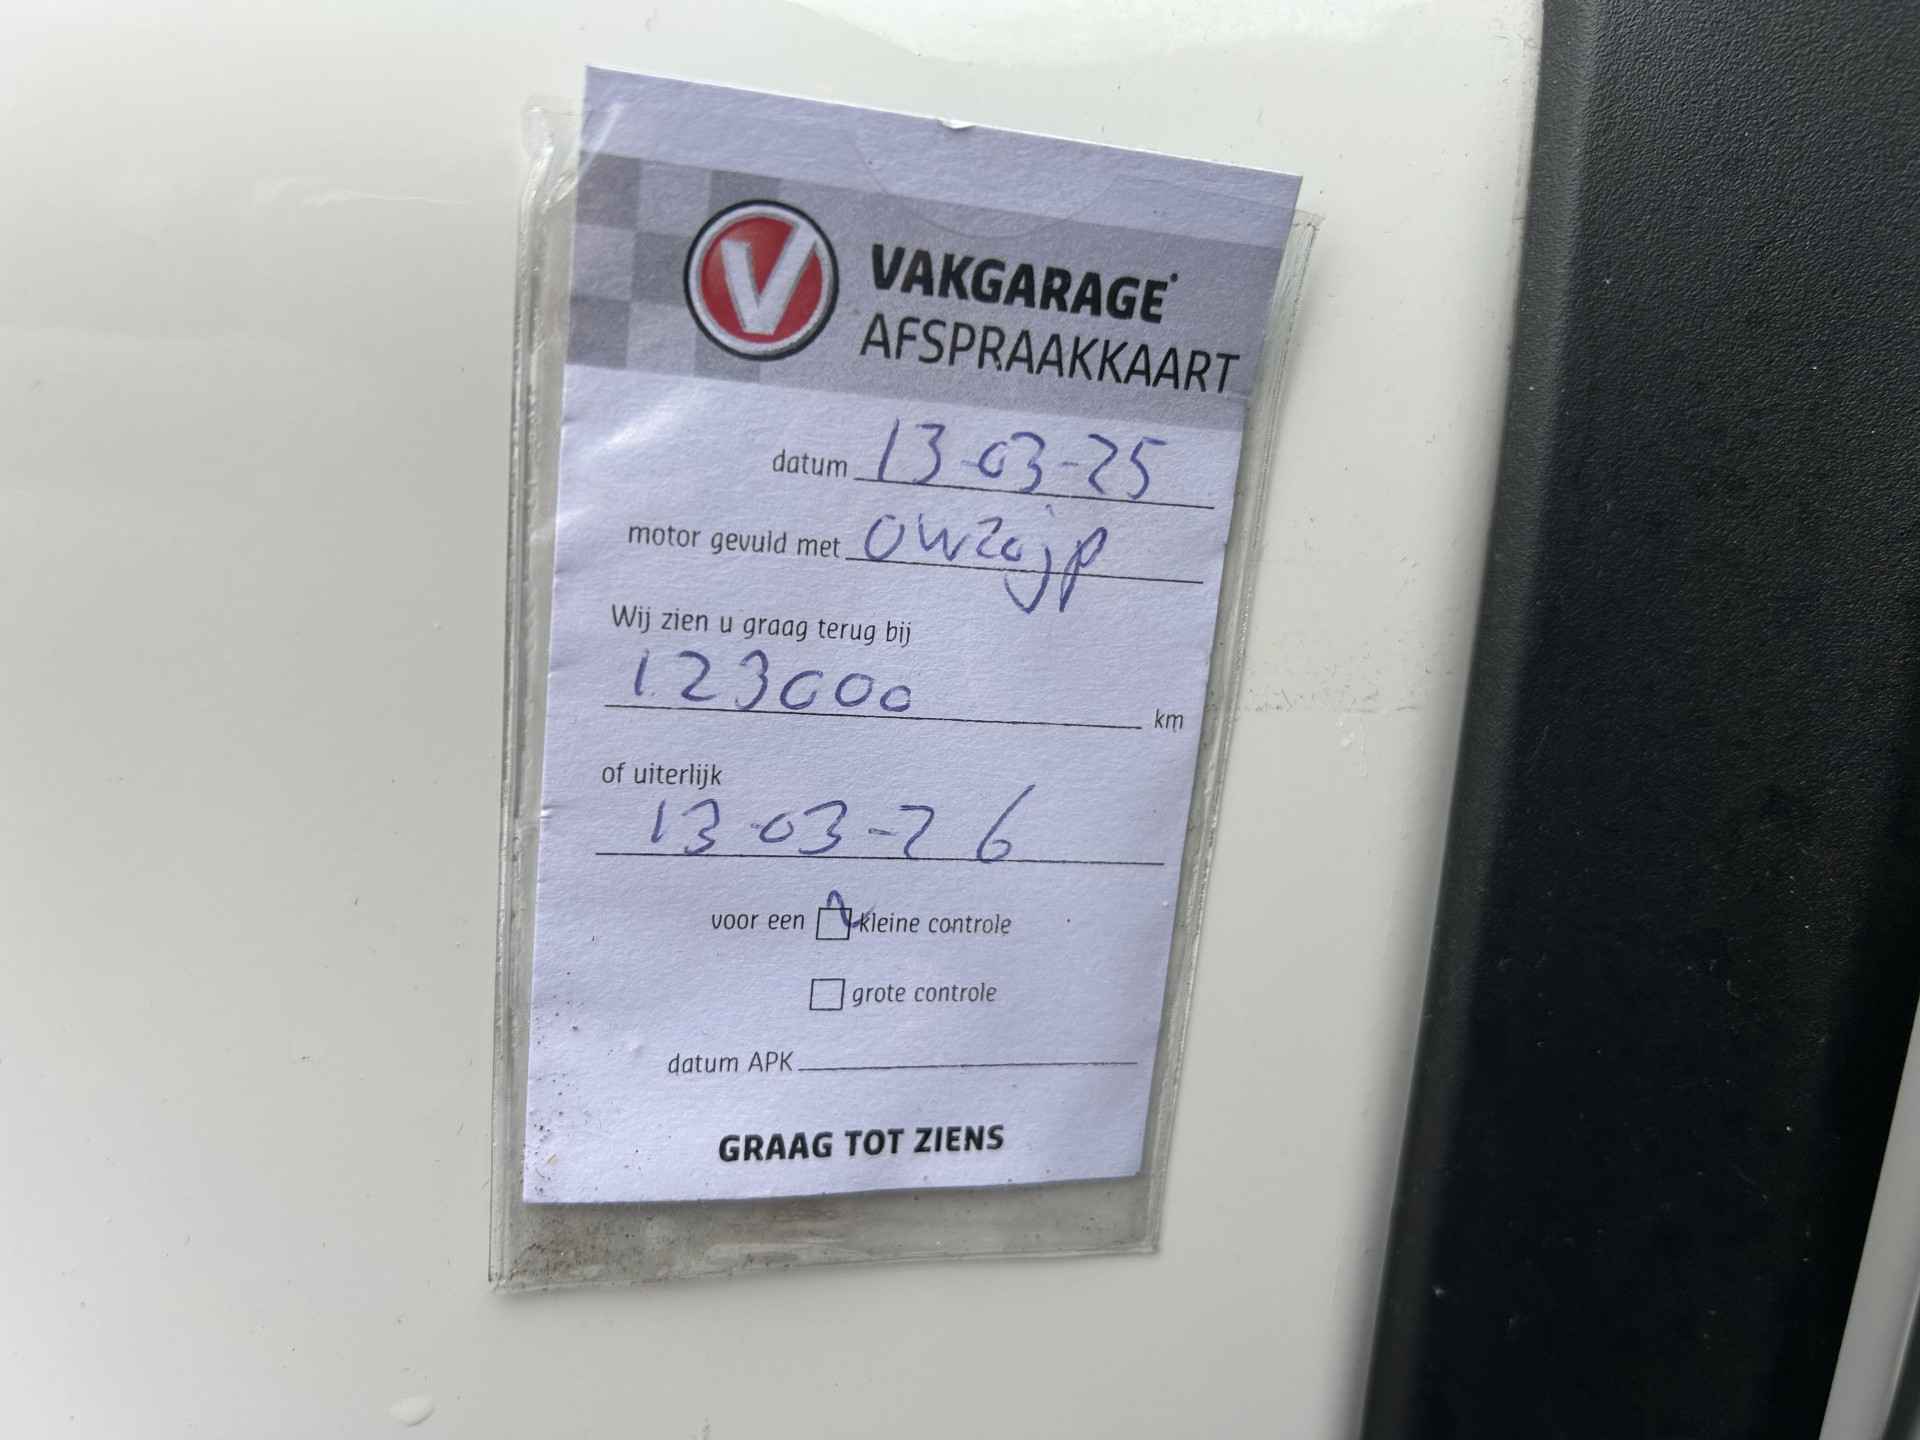 V
VAKGARAGE
AFSPRAAKKAART
datum 13-03-25
motor gevuld met 0W20jp
Wij zien u graag terug bij
123000 km
of uiterlijk
13-03-26
voor een kleine controle
grote controle
datum APK
GRAAG TOT ZIENS